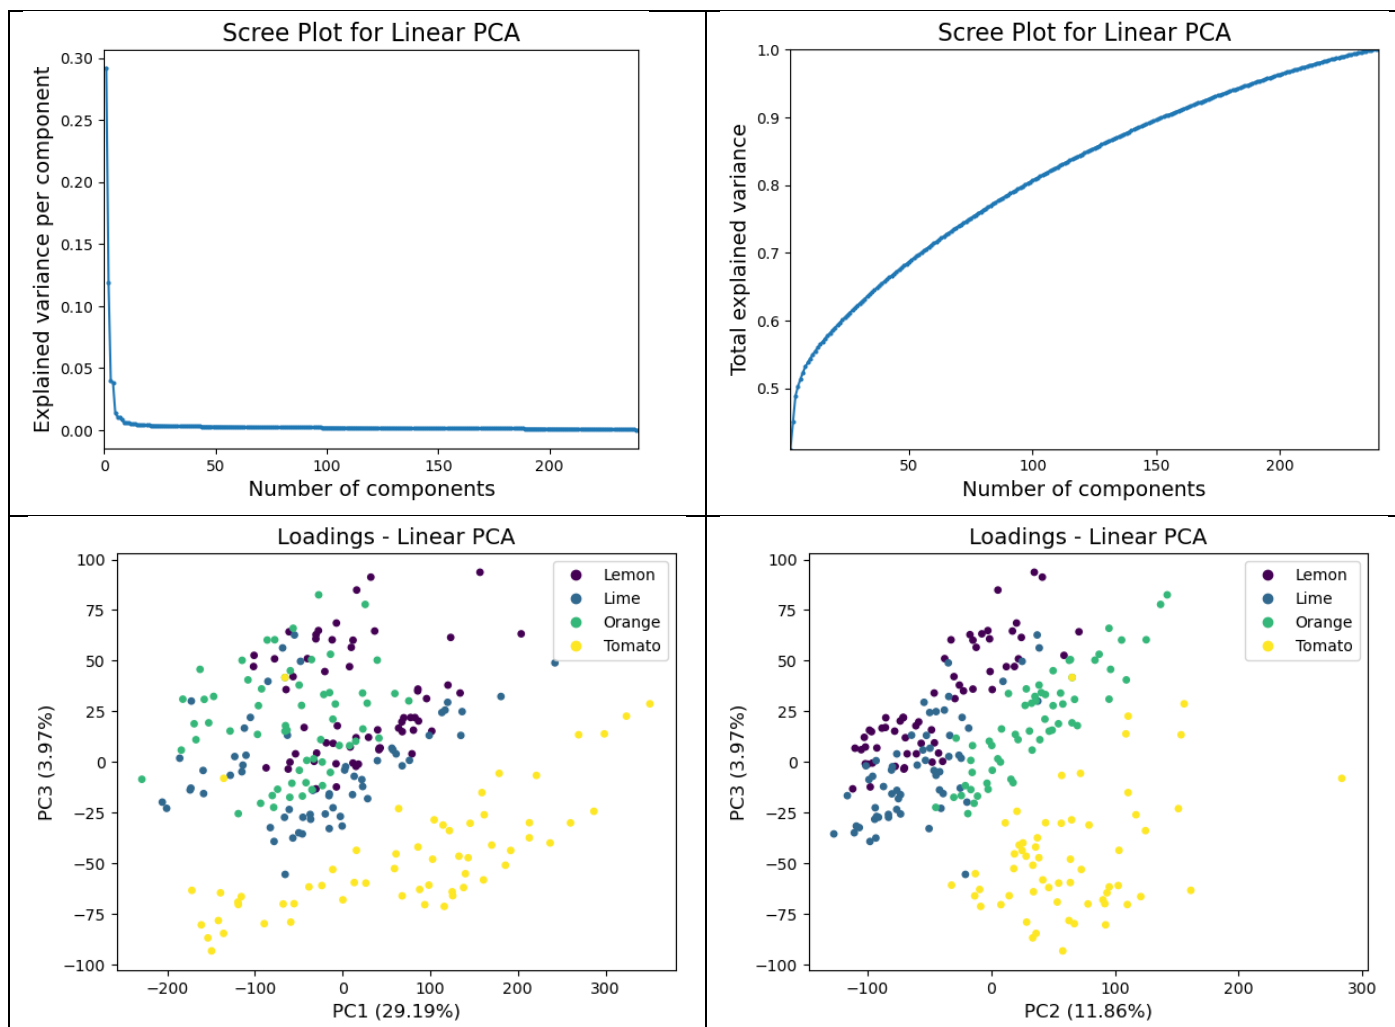 Scree Plot for Linear PCA
Explained variance per component
0.30
0.25
0.20
0.15
0.10
0.05
0.00
0 50 100 150 200
Number of components
Scree Plot for Linear PCA
Total explained variance
1.0
0.9
0.8
0.7
0.6
0.5
50 100 150 200
Number of components
Loadings - Linear PCA
PC3 (3.97%)
100
75
50
25
0
−25
−50
−75
−100
Lemon
Lime
Orange
Tomato
−200 −100 0 100 200 300
PC1 (29.19%)
Loadings - Linear PCA
PC3 (3.97%)
100
75
50
25
0
−25
−50
−75
−100
Lemon
Lime
Orange
Tomato
−100 0 100 200 300
PC2 (11.86%)